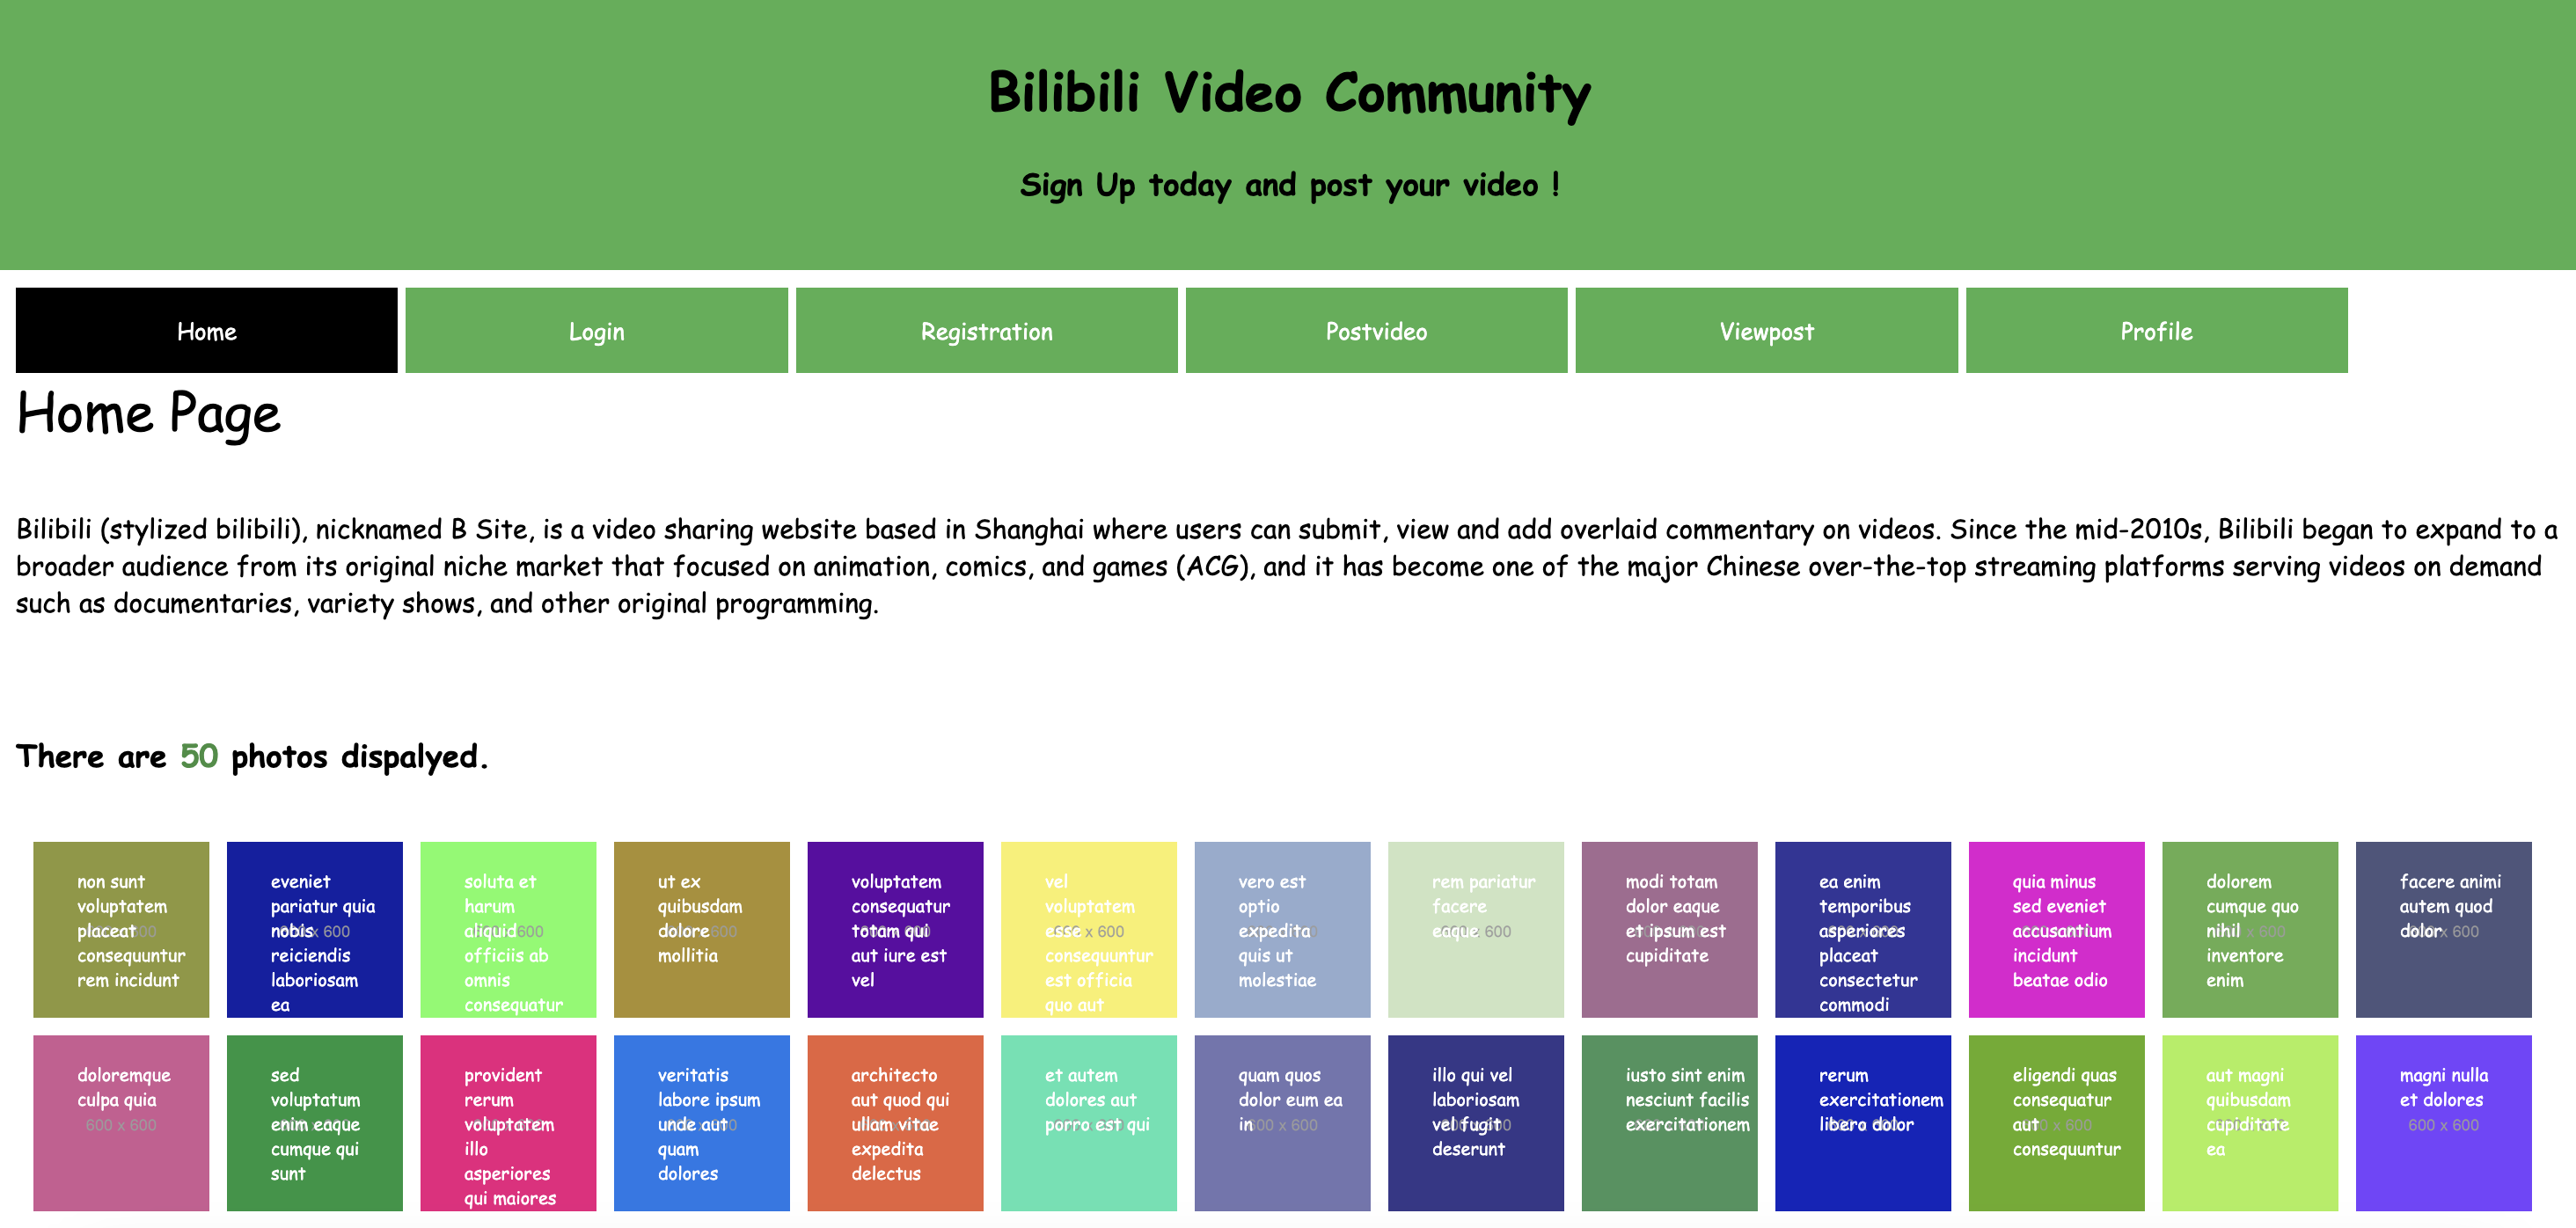 Bilibili Video Community
Sign Up today and post your video !
Home
Login
Registration
Postvideo
Viewpost
Profile
Home Page
Bilibili (stylized bilibili), nicknamed B Site, is a video sharing website based in Shanghai where users can submit, view and add overlaid commentary on videos. Since the mid-2010s, Bilibili began to expand to a
broader audience from its original niche market that focused on animation, comics, and games (ACG), and it has become one of the major Chinese over-the-top streaming platforms serving videos on demand
such as documentaries, variety shows, and other original programming.
There are 50 photos dispalyed.
non sunt
voluptatem
placeat
consequuntur
rem incidunt
eveniet
pariatur quia
nobis
reiciendis
laboriosam
ea
soluta et
harum
aliquid
officiis ab
omnis
consequatur
ut ex
quibusdam
dolore
mollitia
voluptatem
consequatur
totam qui
aut iure est
vel
vel
voluptatem
esse
consequuntur
est officia
quo aut
vero est
optio
expedita
quis ut
molestiae
rem pariatur
facere
eaque
modi totam
dolor eaque
et ipsum est
cupiditate
ea enim
temporibus
asperiores
placeat
consectetur
commodi
quia minus
sed eveniet
accusantium
incidunt
beatae odio
dolorem
cumque quo
nihil
inventore
enim
facere animi
autem quod
dolor
doloremque
culpa quia
600 x 600
sed
voluptatum
enim eaque
cumque qui
sunt
provident
rerum
voluptatem
illo
asperiores
qui maiores
veritatis
labore ipsum
unde aut
quam
dolores
architecto
aut quod qui
ullam vitae
expedita
delectus
et autem
dolores aut
porro est qui
quam quos
dolor eum ea
in
illo qui vel
laboriosam
vel fugit
deserunt
iusto sint enim
nesciunt facilis
exercitationem
rerum
exercitationem
libero dolor
eligendi quas
consequatur
aut
consequuntur
aut magni
quibusdam
cupiditate
ea
magni nulla
et dolores
600 x 600